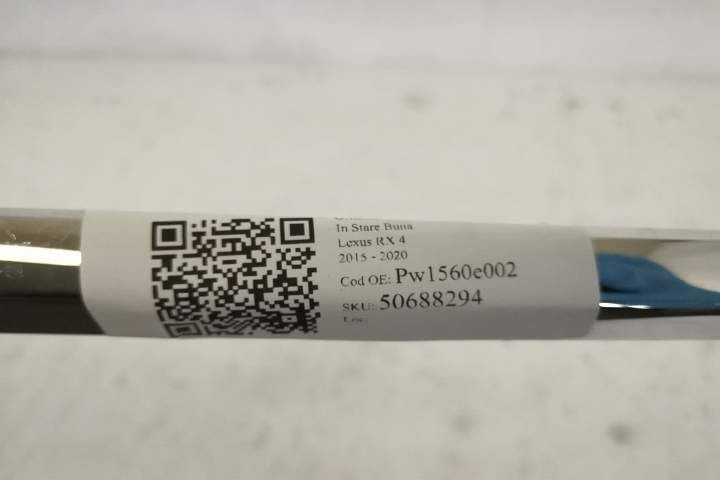 In Stare Buna
Lexus RX 4
2015 - 2020
Cod OE: Pw1560e002
SKU: 50688294